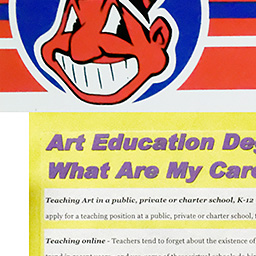 Art Education De
What Are My Car
Teaching Art in a public, private or charter school, K-12
apply for a teaching position at a public, private or charter school,
Teaching online - Teachers tend to forget about the existence of